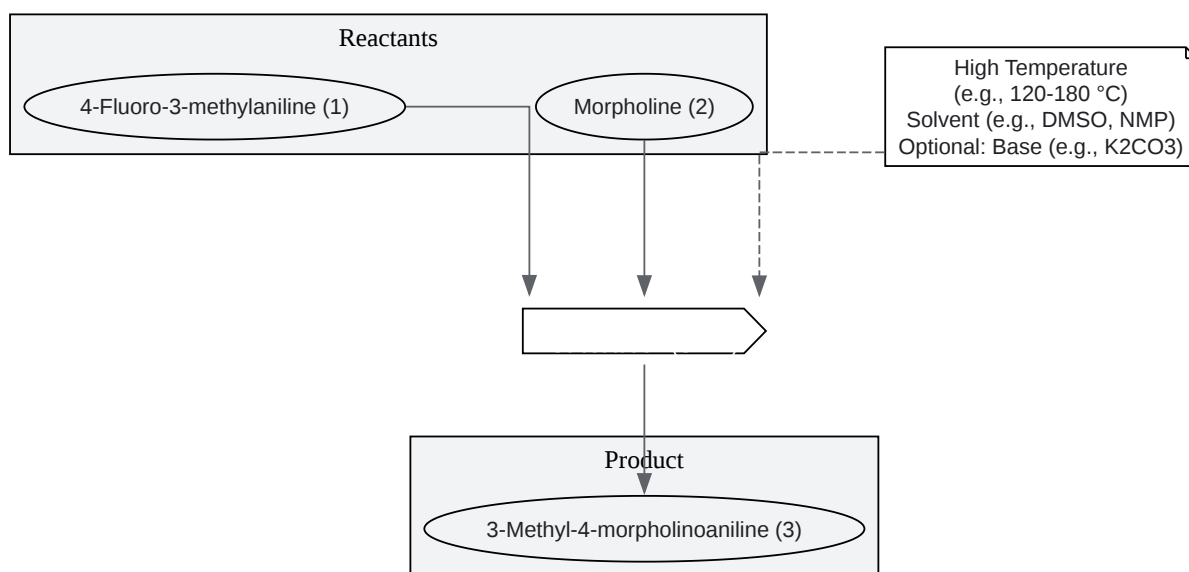 Reactants
4-Fluoro-3-methylaniline (1)
Morpholine (2)
High Temperature
(e.g., 120-180 °C)
Solvent (e.g., DMSO, NMP)
Optional: Base (e.g., K2CO3)
Product
3-Methyl-4-morpholinoaniline (3)